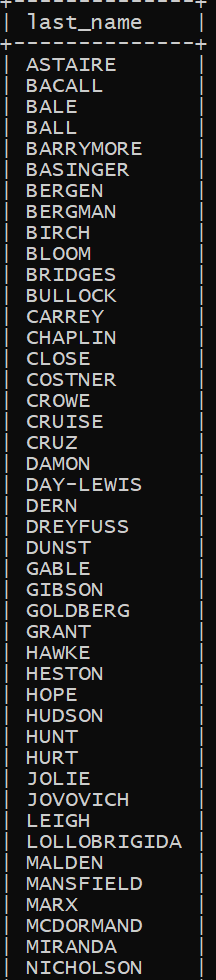 +--------------+
| last_name    |
+--------------+
| ASTAIRE      |
| BACALL       |
| BALE         |
| BALL         |
| BARRYMORE    |
| BASINGER     |
| BERGEN       |
| BERGMAN      |
| BIRCH        |
| BLOOM        |
| BRIDGES      |
| BULLOCK      |
| CARREY       |
| CHAPLIN      |
| CLOSE        |
| COSTNER      |
| CROWE        |
| CRUISE       |
| CRUZ         |
| DAMON        |
| DAY-LEWIS    |
| DERN         |
| DREYFUSS     |
| DUNST        |
| GABLE        |
| GIBSON       |
| GOLDBERG     |
| GRANT        |
| HAWKE        |
| HESTON       |
| HOPE         |
| HUDSON       |
| HUNT         |
| HURT         |
| JOLIE        |
| JOVOVICH     |
| LEIGH        |
| LOLLOBRIGIDA |
| MALDEN       |
| MANSFIELD    |
| MARX         |
| MCDORMAND    |
| MIRANDA      |
| NICHOLSON    |